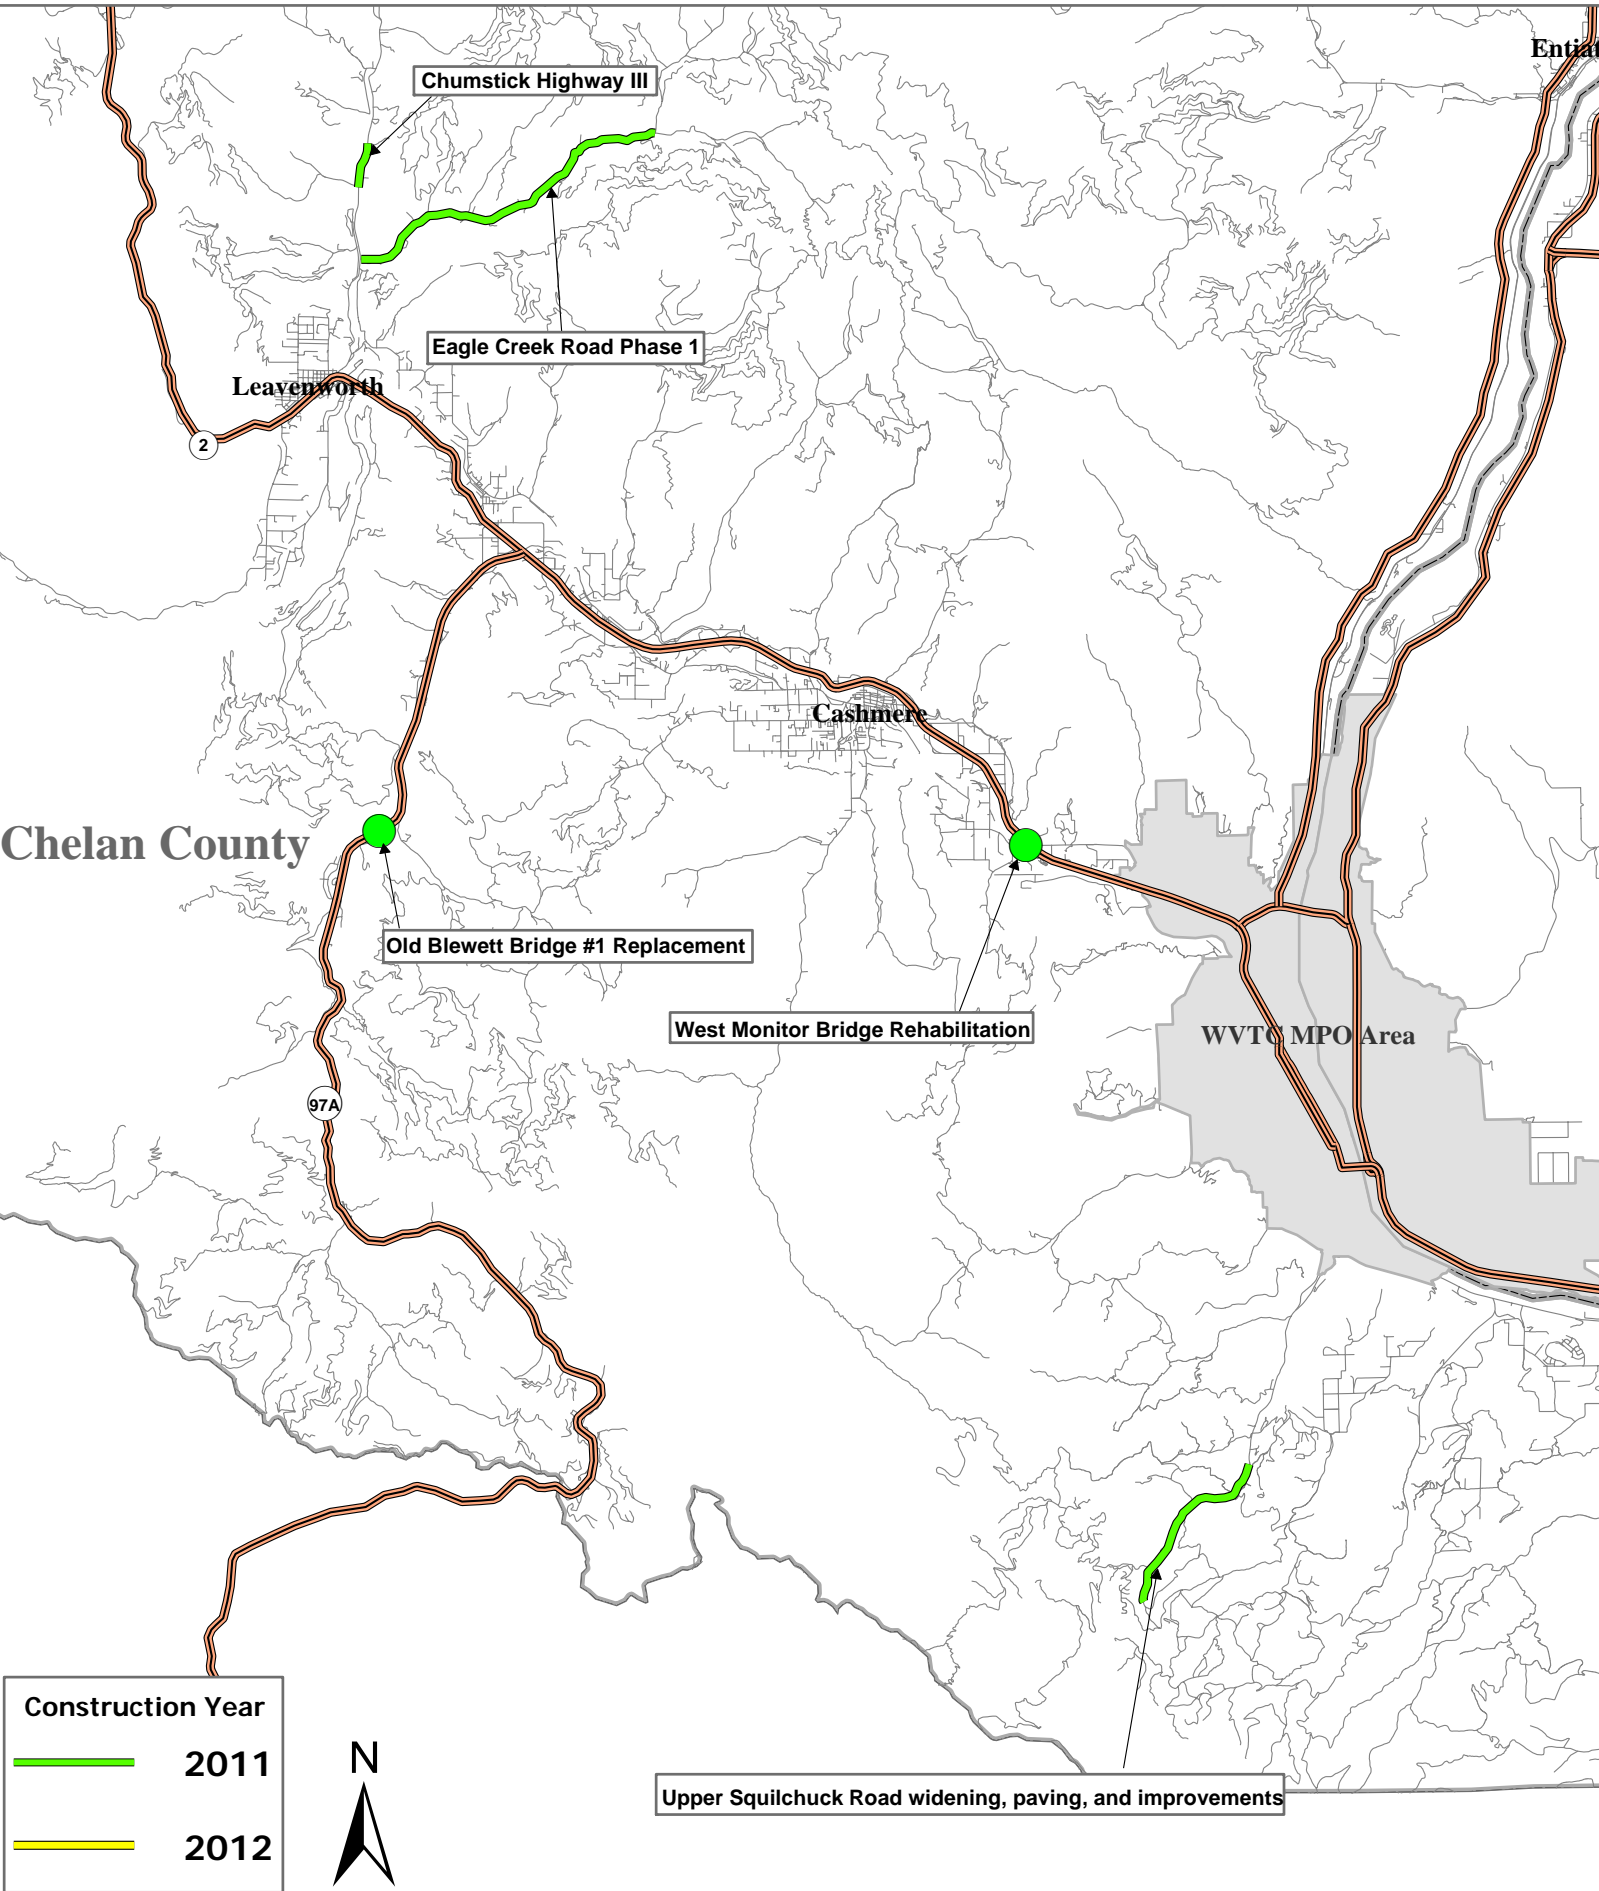 Entiat
Chumstick Highway III
Eagle Creek Road Phase 1
Leavenworth
2
Cashmere
Chelan County
Old Blewett Bridge #1 Replacement
West Monitor Bridge Rehabilitation
WVTC MPO Area
97A
Construction Year
2011
2012
N
Upper Squilchuck Road widening, paving, and improvements